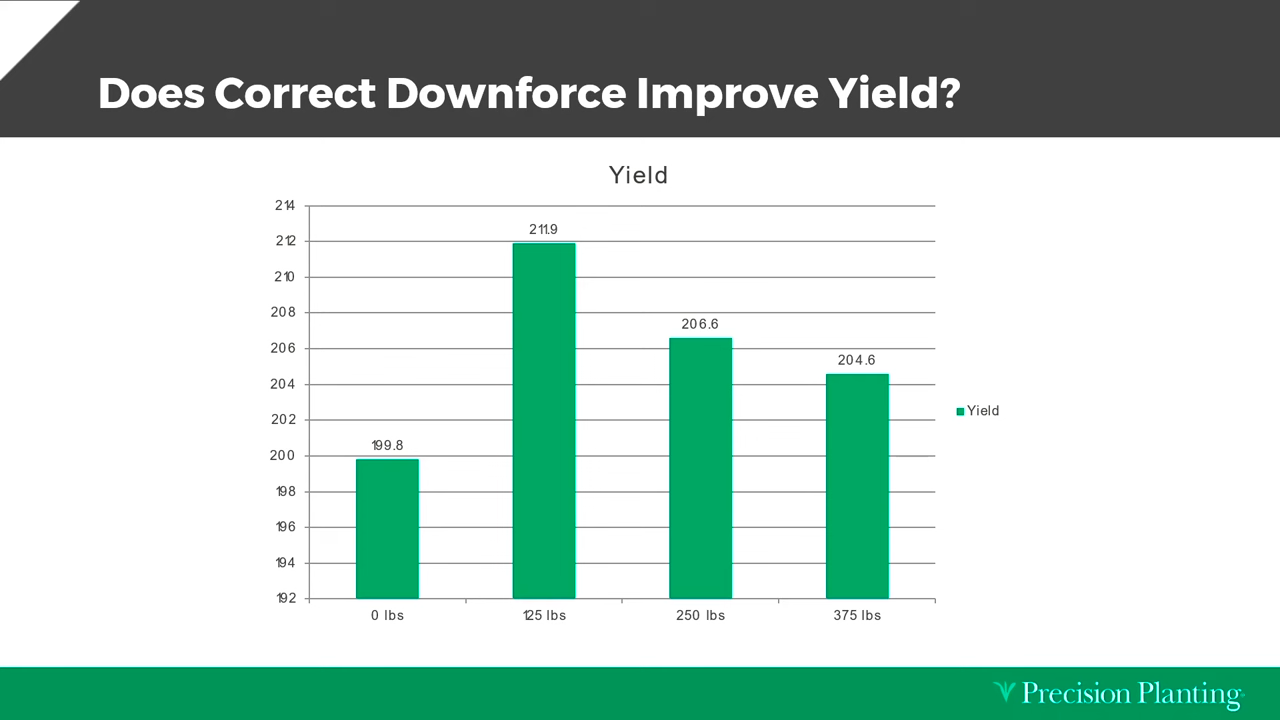 Does Correct Downforce Improve Yield?
Yield
214
212
210
208
206
204
202
200
198
196
194
192
199.8
211.9
206.6
204.6
0 lbs
125 lbs
250 lbs
375 lbs
Yield
Precision Planting